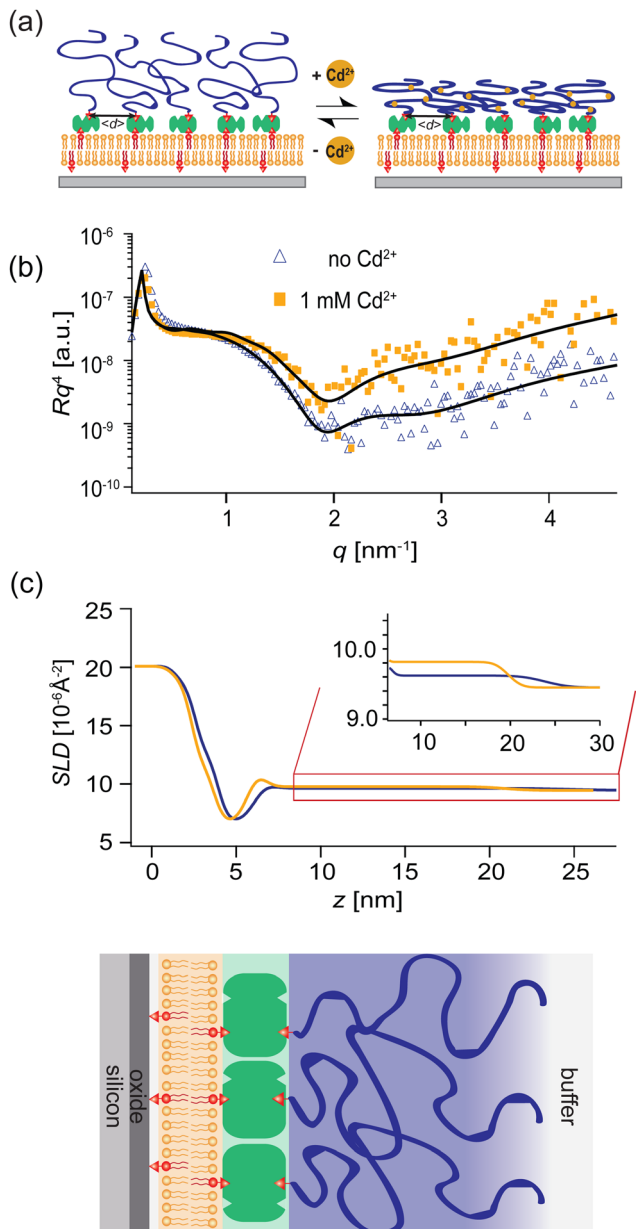 (a)
+ Cd²⁺
<d>
<d>
- Cd²⁺
(b)
10⁻⁶
10⁻⁷
10⁻⁸
10⁻⁹
10⁻¹⁰
Rq⁴ [a.u.]
no Cd²⁺
1 mM Cd²⁺
1
2
3
4
q [nm⁻¹]
(c)
25
20
15
10
5
SLD [10⁻⁶Å⁻²]
10.0
9.0
10
20
30
0
5
10
15
20
25
z [nm]
silicon
oxide
buffer